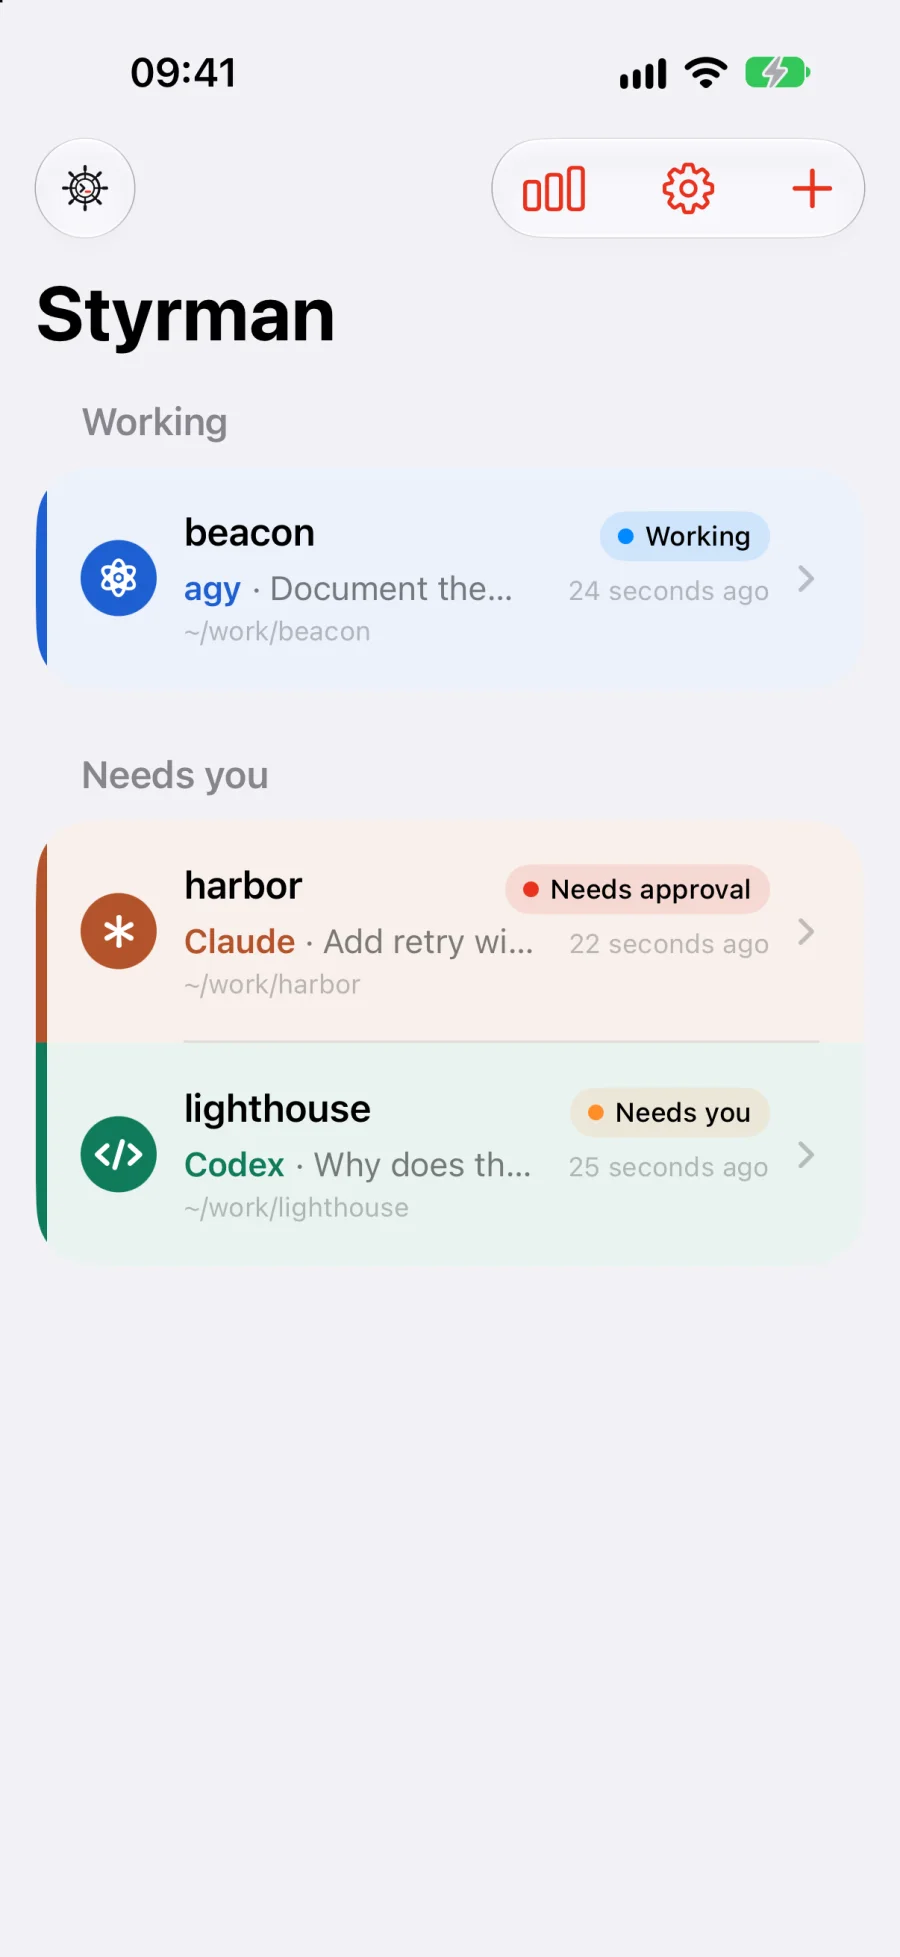 09:41
Styrman
Working
beacon
Working
agy · Document the...
24 seconds ago
~/work/beacon
Needs you
harbor
Needs approval
Claude · Add retry wi...
22 seconds ago
~/work/harbor
lighthouse
Needs you
Codex · Why does th...
25 seconds ago
~/work/lighthouse